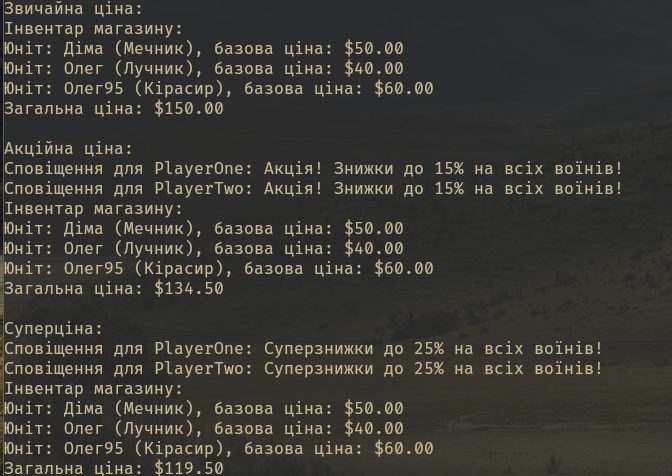 Звичайна ціна:
Інвентар магазину:
Юніт: Діма (Мечник), базова ціна: $50.00
Юніт: Олег (Лучник), базова ціна: $40.00
Юніт: Олег95 (Кірасир), базова ціна: $60.00
Загальна ціна: $150.00

Акційна ціна:
Сповіщення для PlayerOne: Акція! Знижки до 15% на всіх воїнів!
Сповіщення для PlayerTwo: Акція! Знижки до 15% на всіх воїнів!
Інвентар магазину:
Юніт: Діма (Мечник), базова ціна: $50.00
Юніт: Олег (Лучник), базова ціна: $40.00
Юніт: Олег95 (Кірасир), базова ціна: $60.00
Загальна ціна: $134.50

Суперціна:
Сповіщення для PlayerOne: Суперзнижки до 25% на всіх воїнів!
Сповіщення для PlayerTwo: Суперзнижки до 25% на всіх воїнів!
Інвентар магазину:
Юніт: Діма (Мечник), базова ціна: $50.00
Юніт: Олег (Лучник), базова ціна: $40.00
Юніт: Олег95 (Кірасир), базова ціна: $60.00
Загальна ціна: $119.50